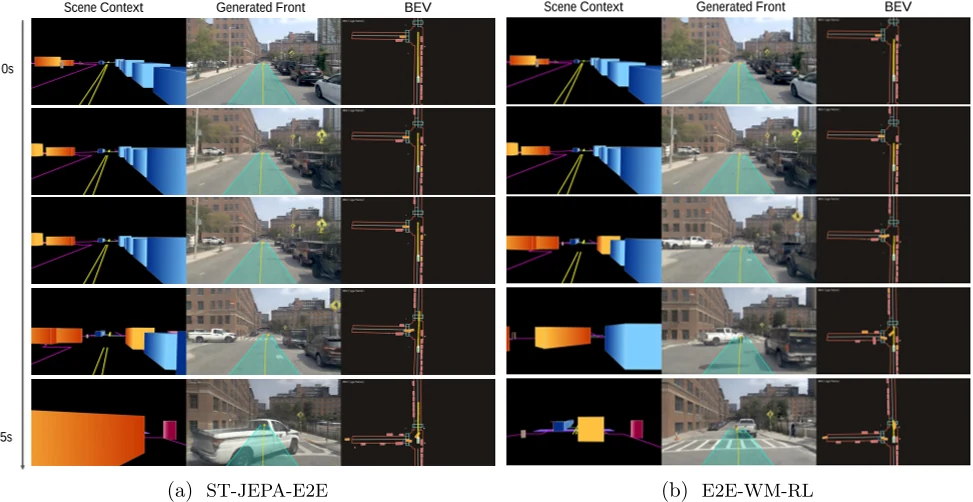 Scene Context Generated Front BEV Scene Context Generated Front BEV
0s
5s
(a) ST-JEPA-E2E (b) E2E-WM-RL